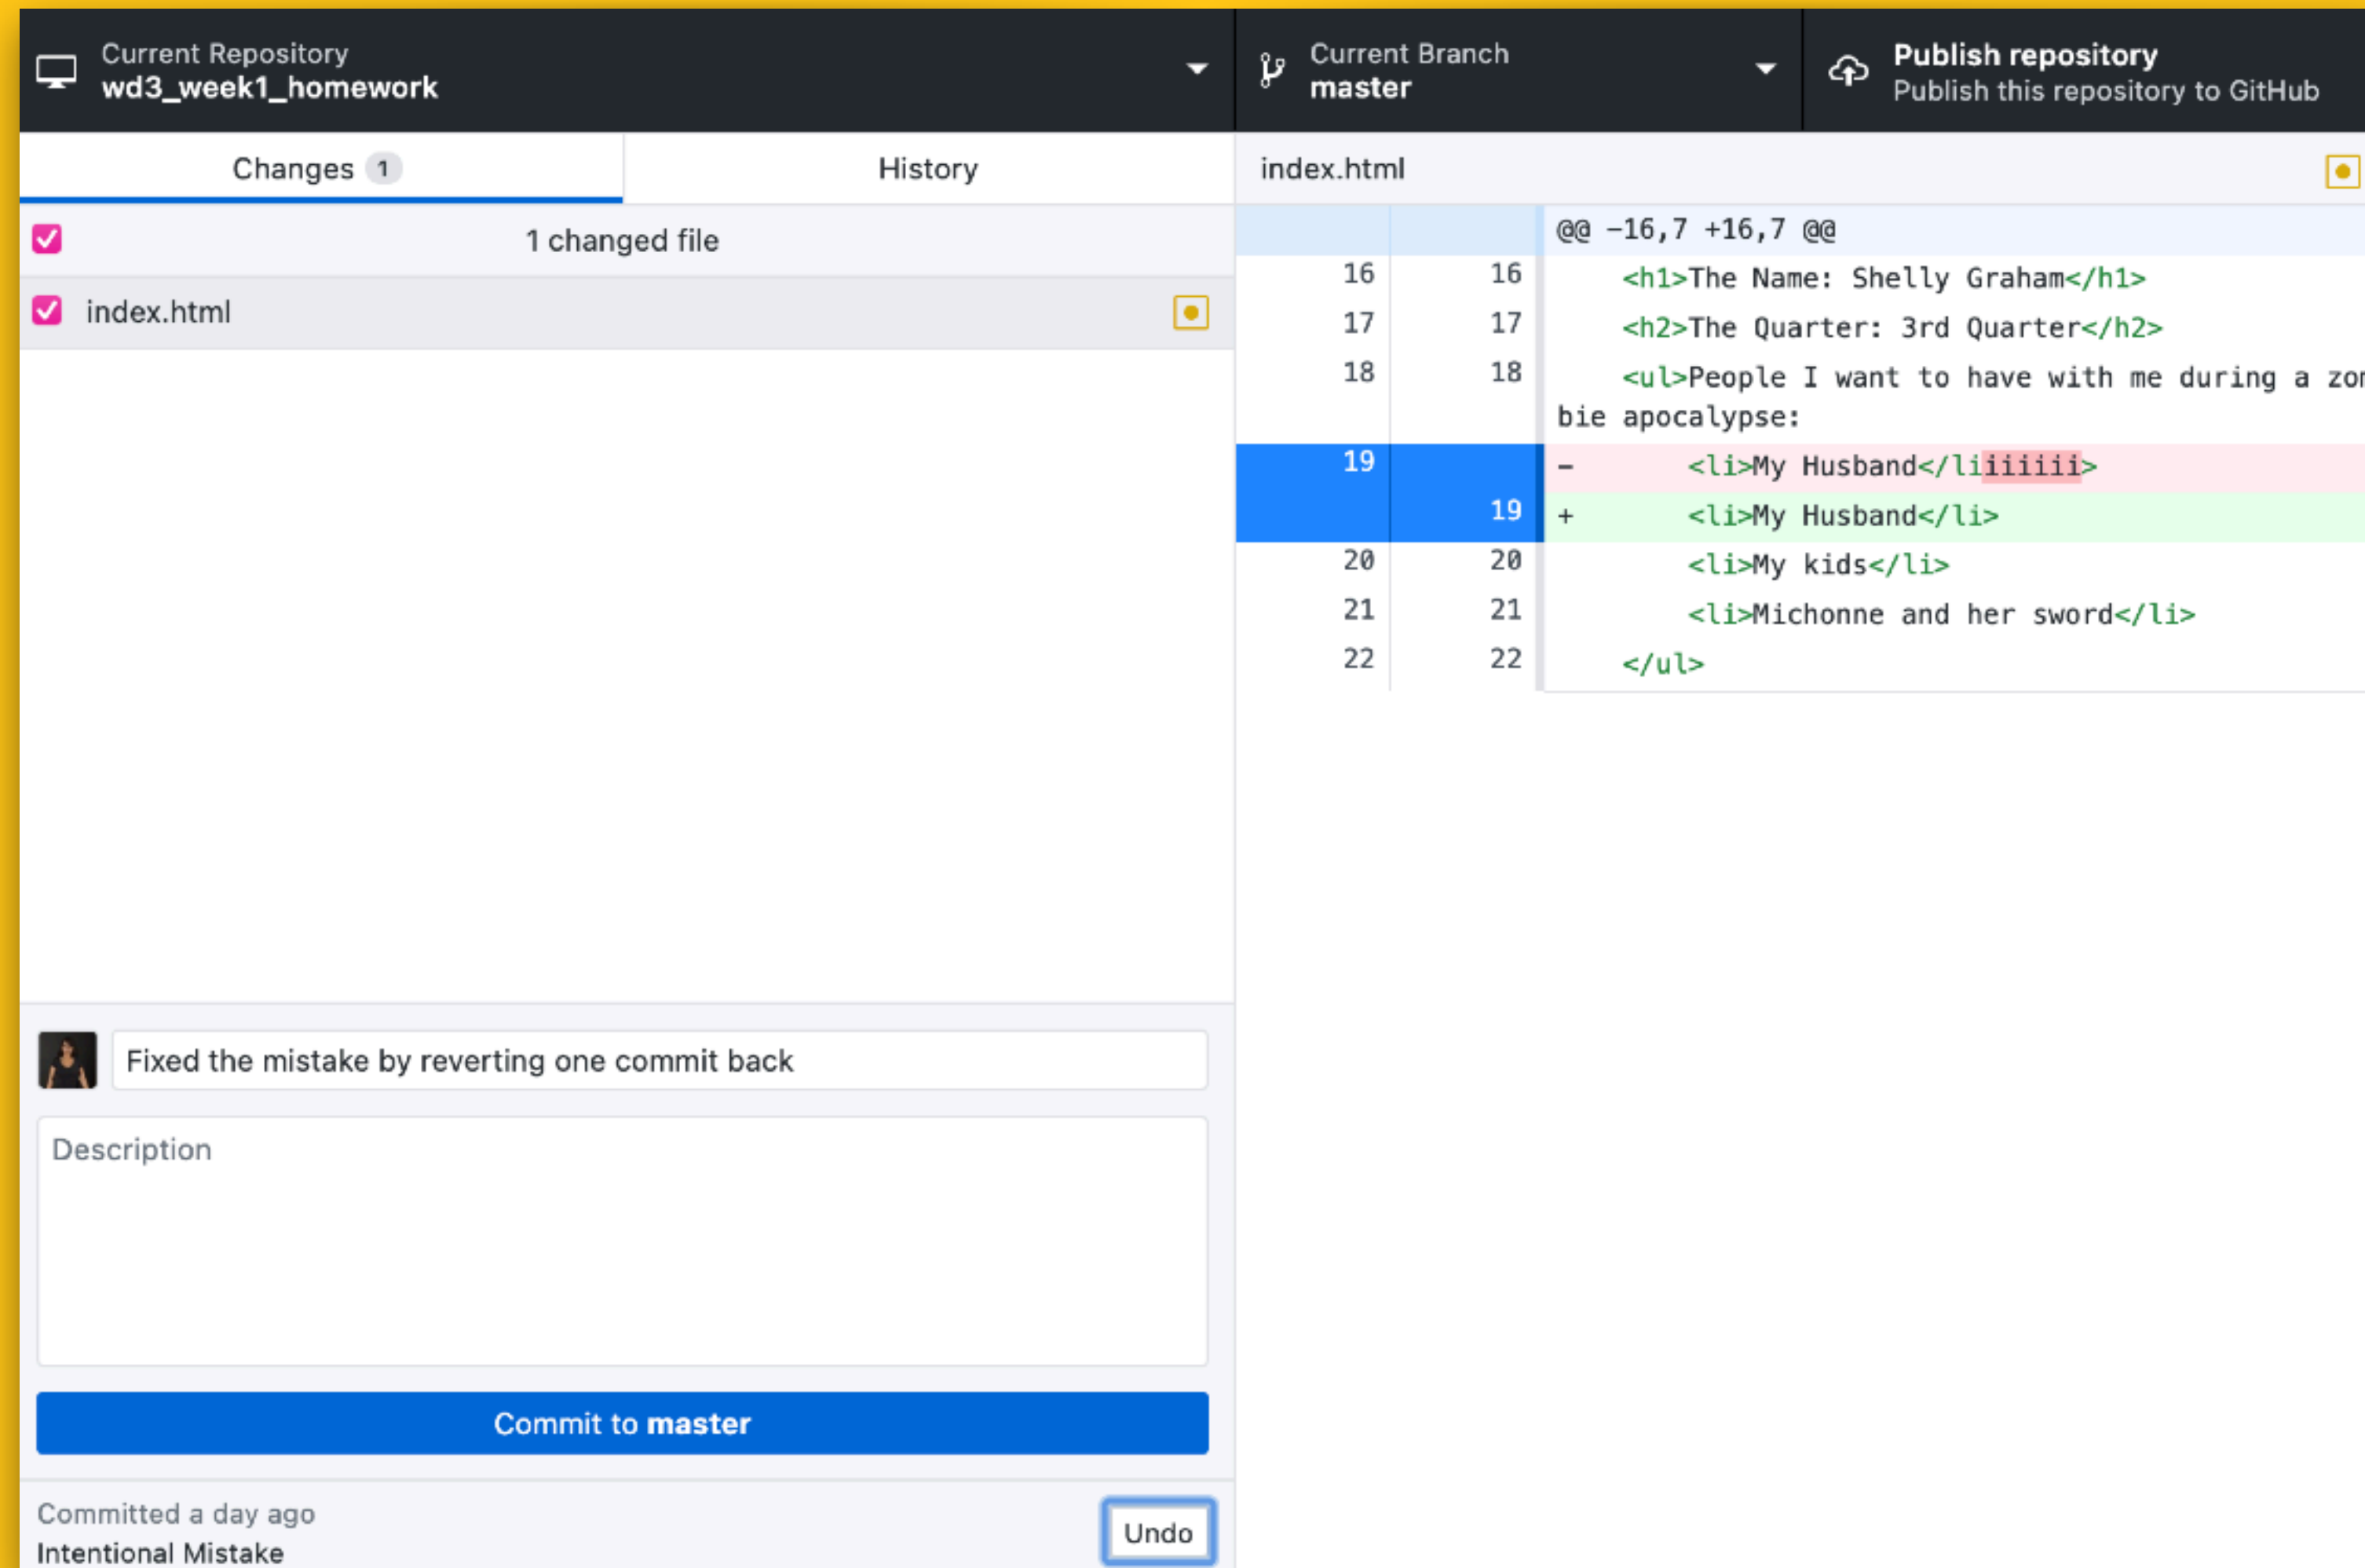 Current Repository
wd3_week1_homework
Current Branch
master
Publish repository
Publish this repository to GitHub
Changes 1
History
1 changed file
index.html
index.html
@@ -16,7 +16,7 @@
16 16 <h1>The Name: Shelly Graham</h1>
17 17 <h2>The Quarter: 3rd Quarter</h2>
18 18 <ul>People I want to have with me during a zom
bie apocalypse:
19 - <li>My Husband</liiiiiii>
19 + <li>My Husband</li>
20 20 <li>My kids</li>
21 21 <li>Michonne and her sword</li>
22 22 </ul>
Fixed the mistake by reverting one commit back
Description
Commit to master
Committed a day ago
Intentional Mistake
Undo